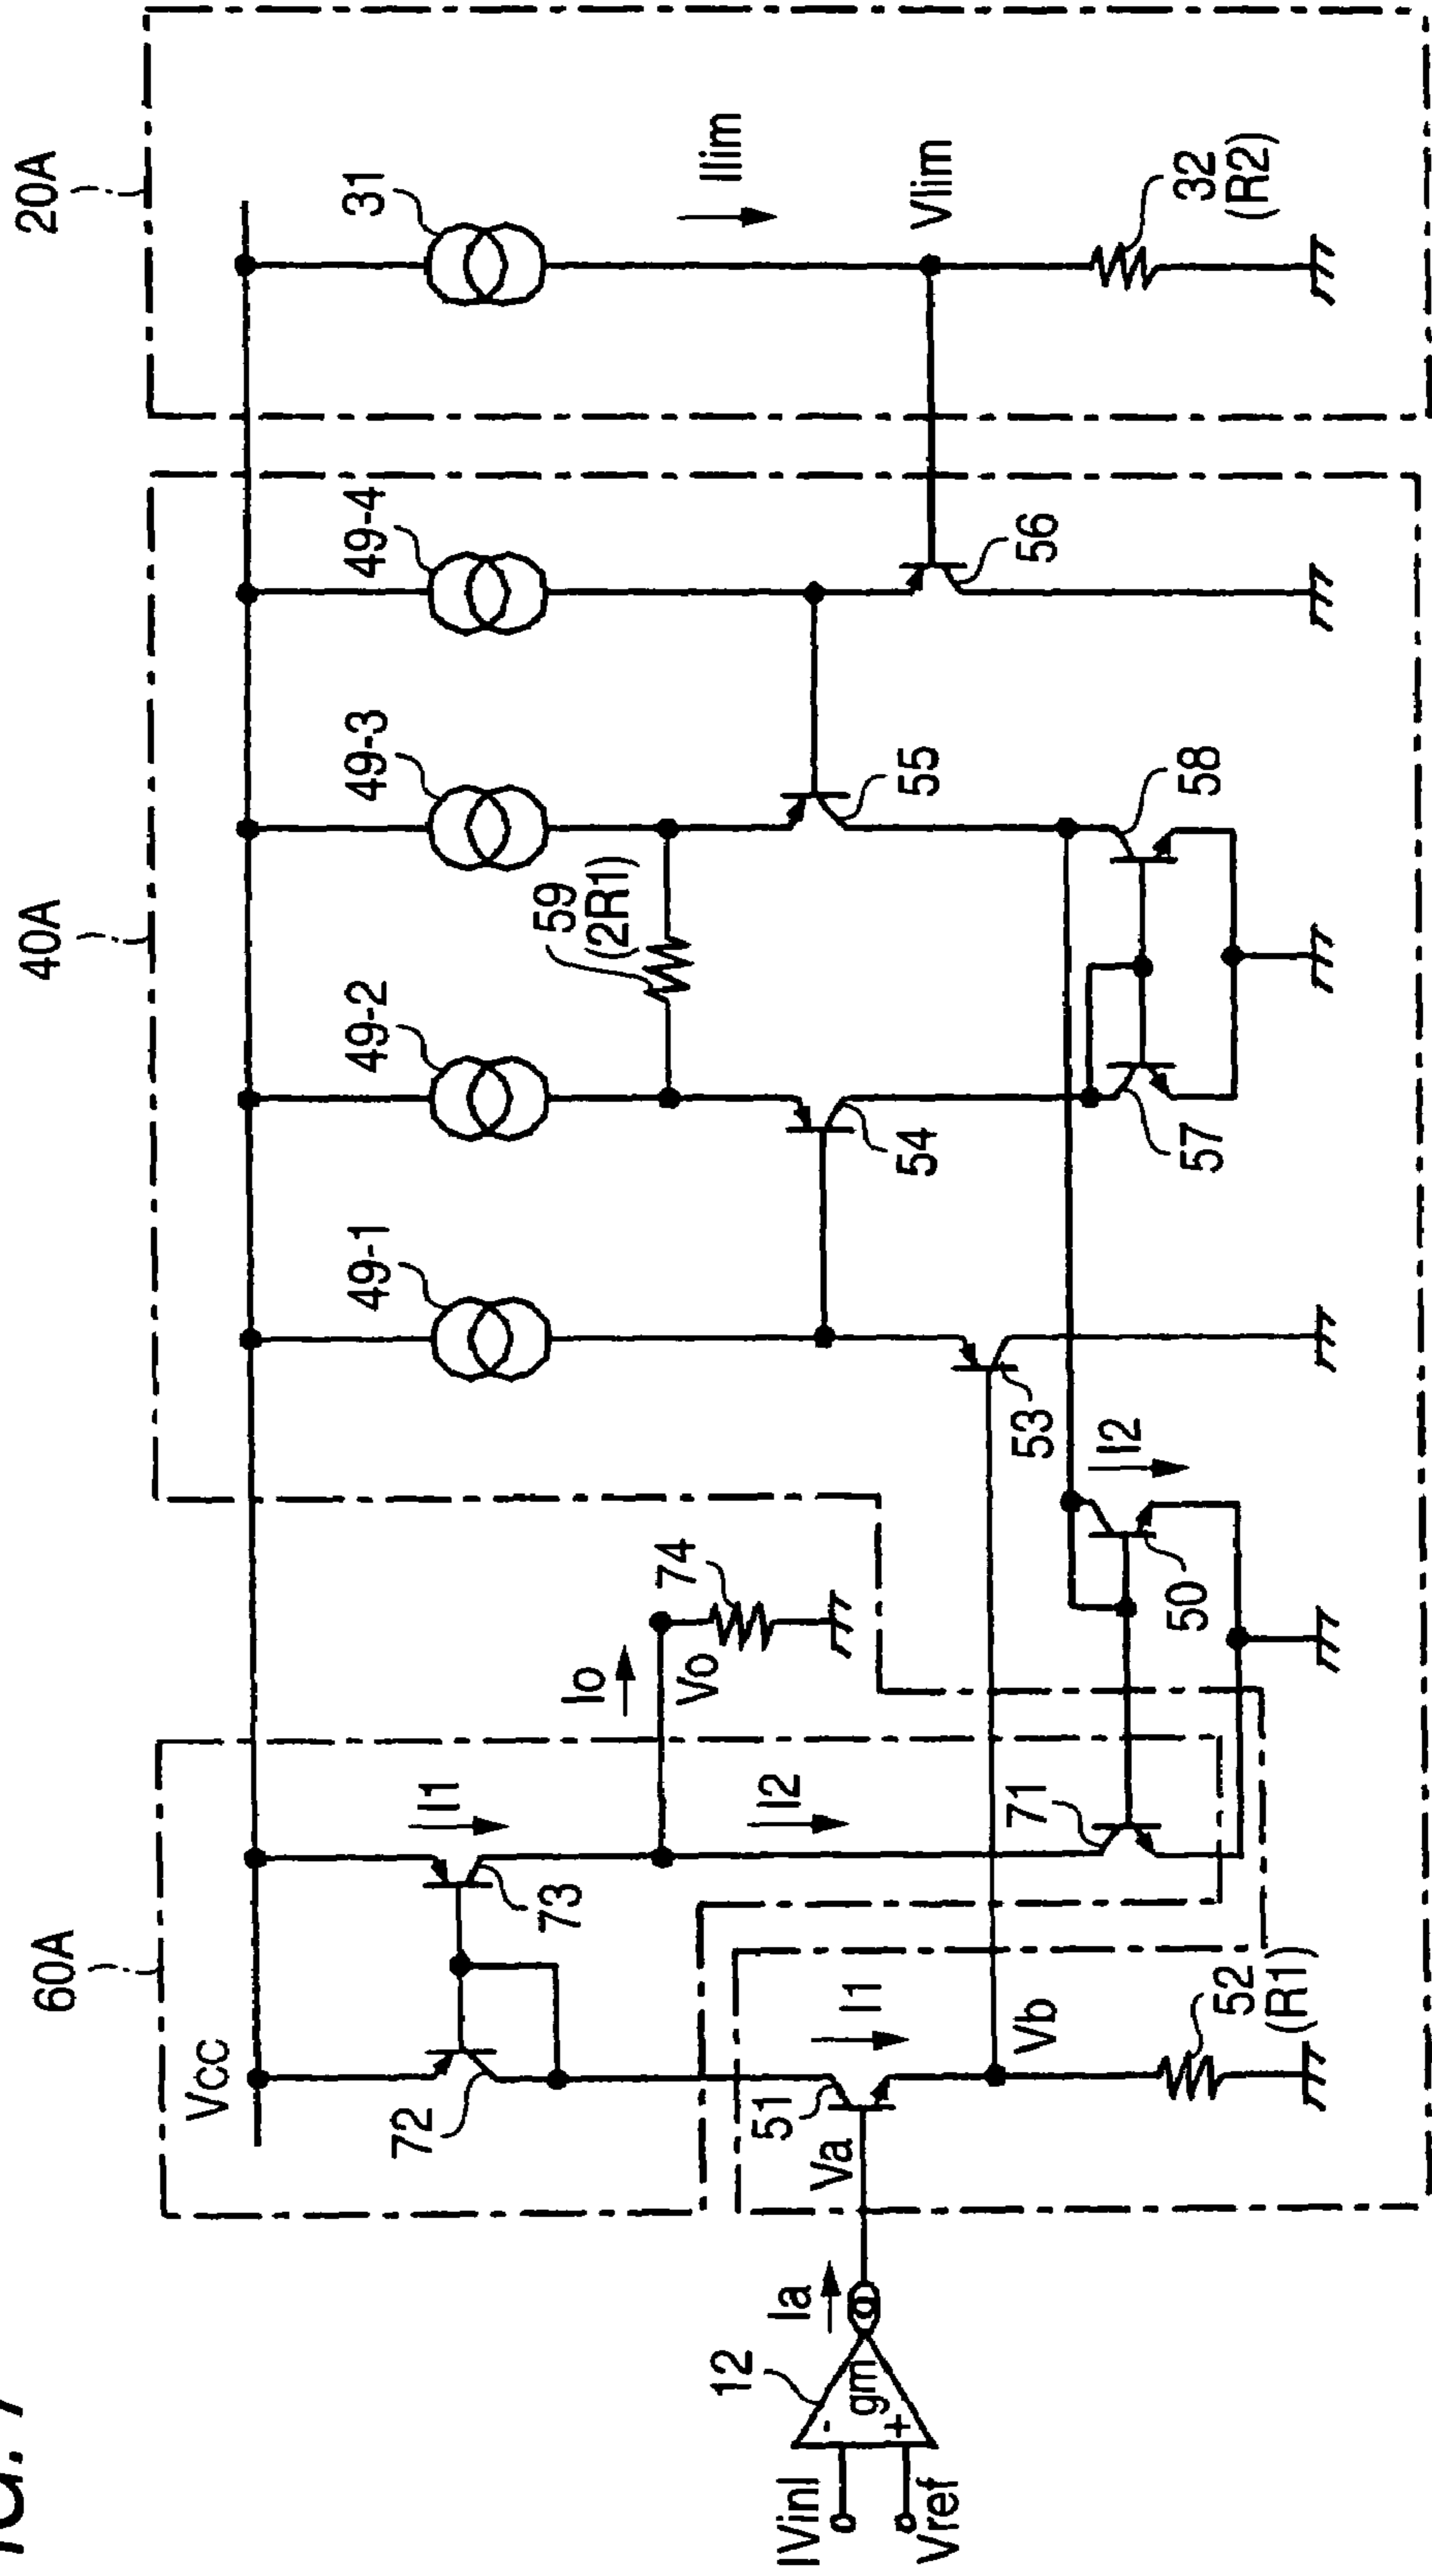 20A
40A
60A
31
Ilim
Vlim
32
(R2)
49-4
56
49-3
55
58
59
(2R1)
49-2
54
57
49-1
53
I2
50
74
Io
Vo
I1
I2
71
73
Vcc
72
I1
51
Va
Vb
52
(R1)
Ia
12
gm
-
+
IVinI
Vref